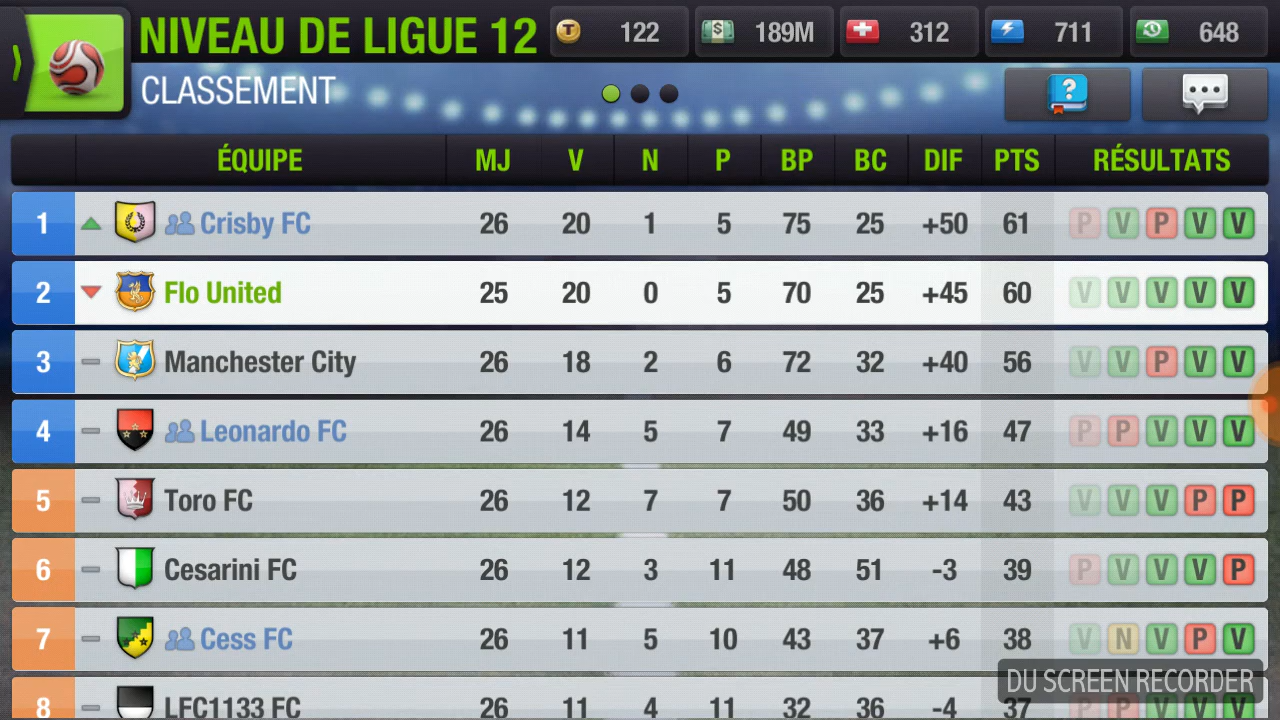 NIVEAU DE LIGUE 12 T 122 189M 312 711 648
CLASSEMENT ?
ÉQUIPE MJ V N P BP BC DIF PTS RÉSULTATS
1 Crisby FC 26 20 1 5 75 25 +50 61 P V P V V
2 Flo United 25 20 0 5 70 25 +45 60 V V V V V
3 Manchester City 26 18 2 6 72 32 +40 56 V V P V V
4 Leonardo FC 26 14 5 7 49 33 +16 47 P P V V V
5 Toro FC 26 12 7 7 50 36 +14 43 V V V P P
6 Cesarini FC 26 12 3 11 48 51 -3 39 P V V V P
7 Cess FC 26 11 5 10 43 37 +6 38 V N V P V
DU SCREEN RECORDER
8 LFC1133 FC 26 11 4 11 32 36 -4 37 P V V V